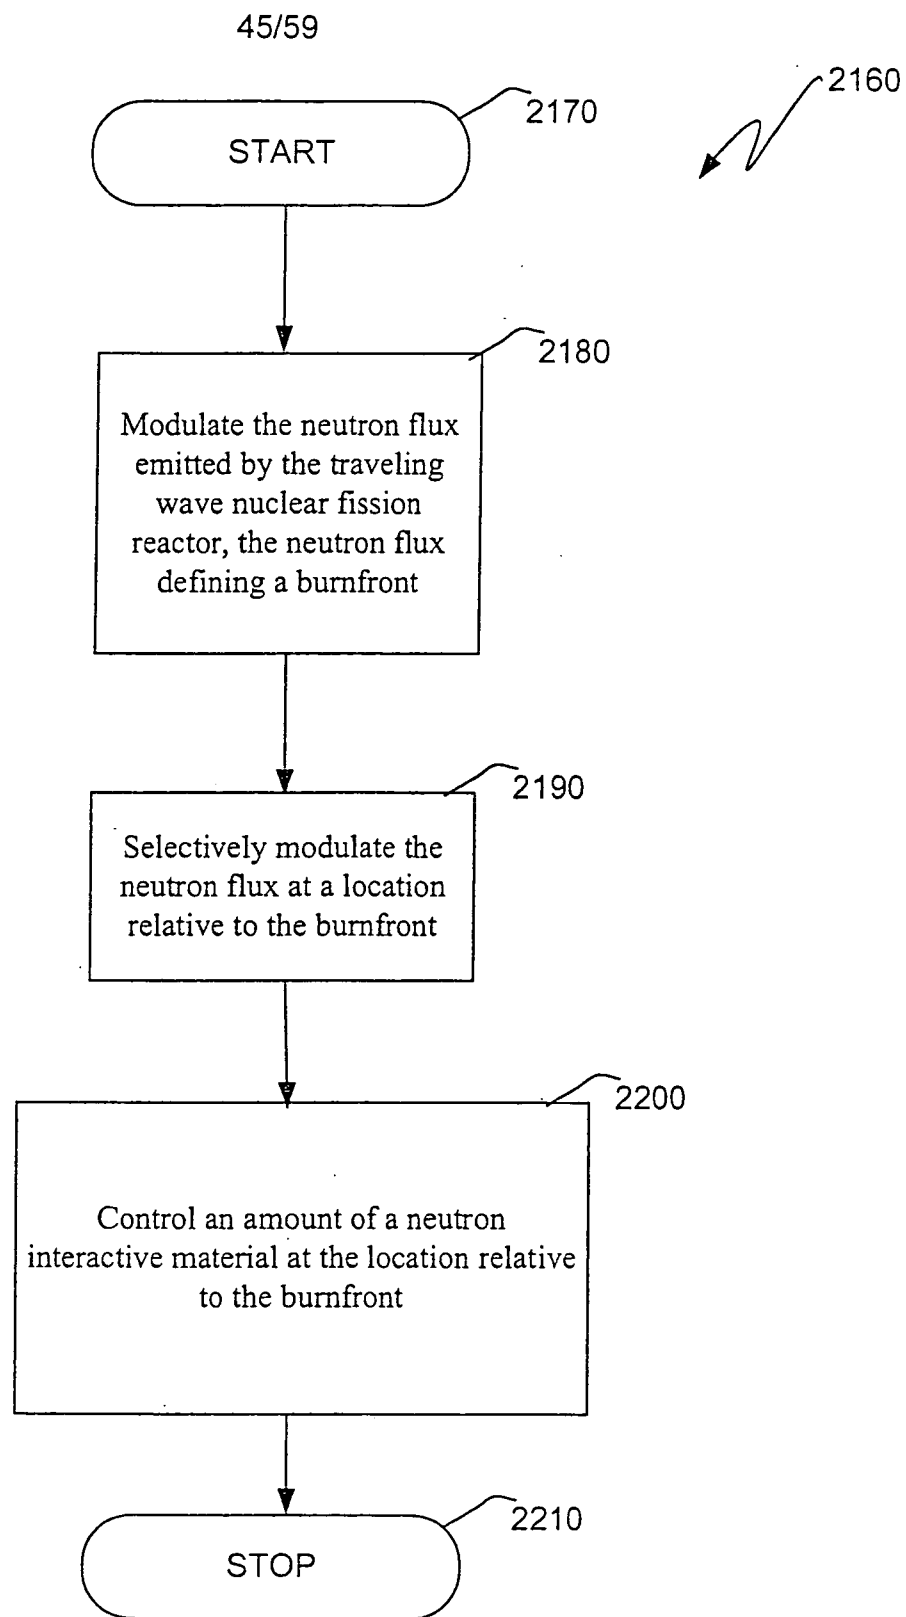 45/59
2160
2170
START
2180
Modulate the neutron flux
emitted by the traveling
wave nuclear fission
reactor, the neutron flux
defining a burnfront
2190
Selectively modulate the
neutron flux at a location
relative to the burnfront
2200
Control an amount of a neutron
interactive material at the location relative
to the burnfront
2210
STOP